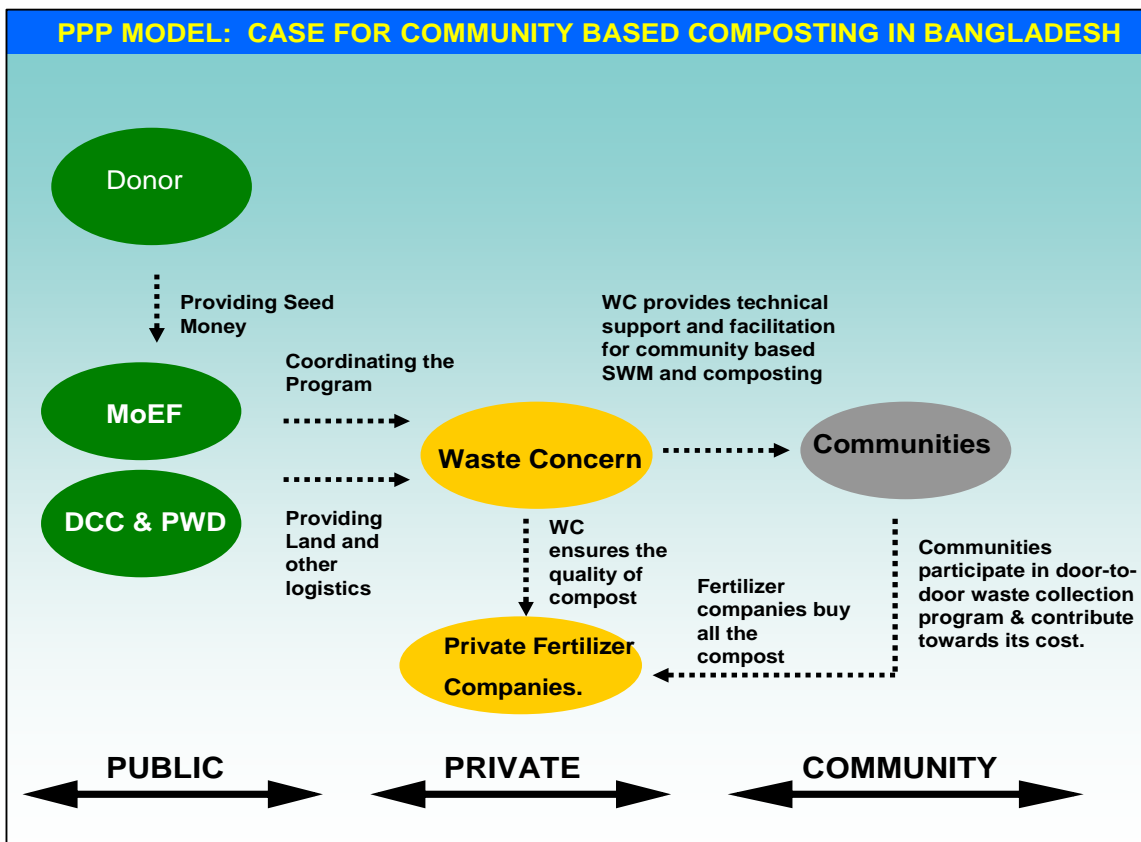 PPP MODEL: CASE FOR COMMUNITY BASED COMPOSTING IN BANGLADESH
Donor
Providing Seed
Money
MoEF
Coordinating the
Program
DCC & PWD
Providing
Land and
other
logistics
Waste Concern
WC provides technical
support and facilitation
for community based
SWM and composting
Communities
WC
ensures the
quality of
compost
Private Fertilizer
Companies.
Fertilizer
companies buy
all the
compost
Communities
participate in door-to-
door waste collection
program & contribute
towards its cost.
PUBLIC
PRIVATE
COMMUNITY